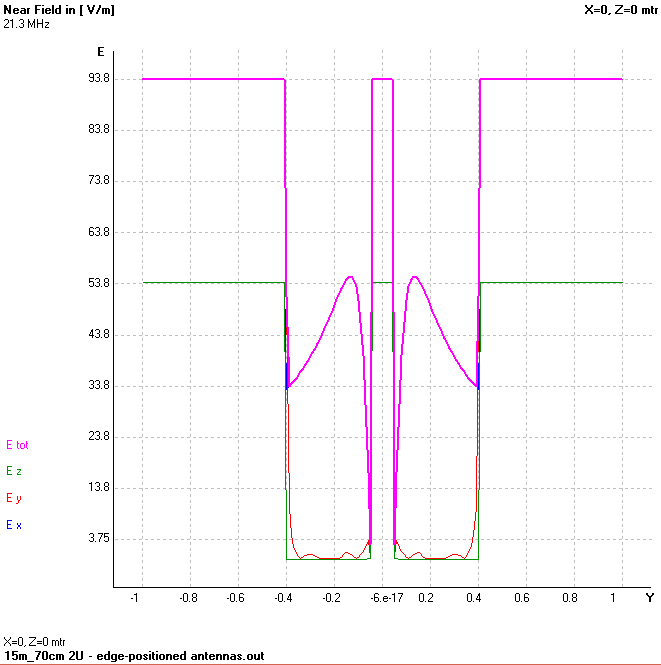 Near Field in [ V/m]
X=0, Z=0 mtr
21.3 MHz
E
93.8
83.8
73.8
63.8
53.8
43.8
33.8
23.8
13.8
3.75
E tot
E z
E y
E x
-1 -0.8 -0.6 -0.4 -0.2 -6.e-17 0.2 0.4 0.6 0.8 1 Y
X=0, Z=0 mtr
15m_70cm 2U - edge-positioned antennas.out